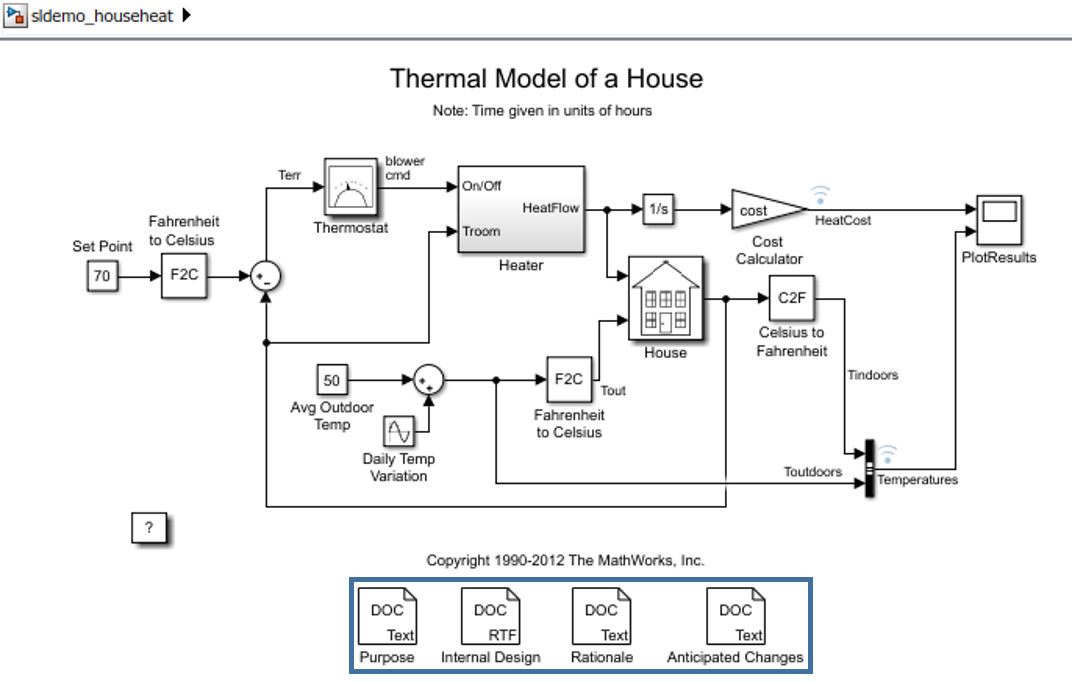 sldemo_househeat
Thermal Model of a House
Note: Time given in units of hours
Set Point
70
Fahrenheit
to Celsius
F2C
+
-
Terr
Thermostat
blower
cmd
On/Off
HeatFlow
Troom
Heater
1/s
cost
Cost
Calculator
HeatCost
PlotResults
House
C2F
Celsius to
Fahrenheit
Tindoors
50
Avg Outdoor
Temp
+
+
Daily Temp
Variation
F2C
Fahrenheit
to Celsius
Tout
Toutdoors
Temperatures
?
Copyright 1990-2012 The MathWorks, Inc.
DOC
Text
Purpose
DOC
RTF
Internal Design
DOC
Text
Rationale
DOC
Text
Anticipated Changes